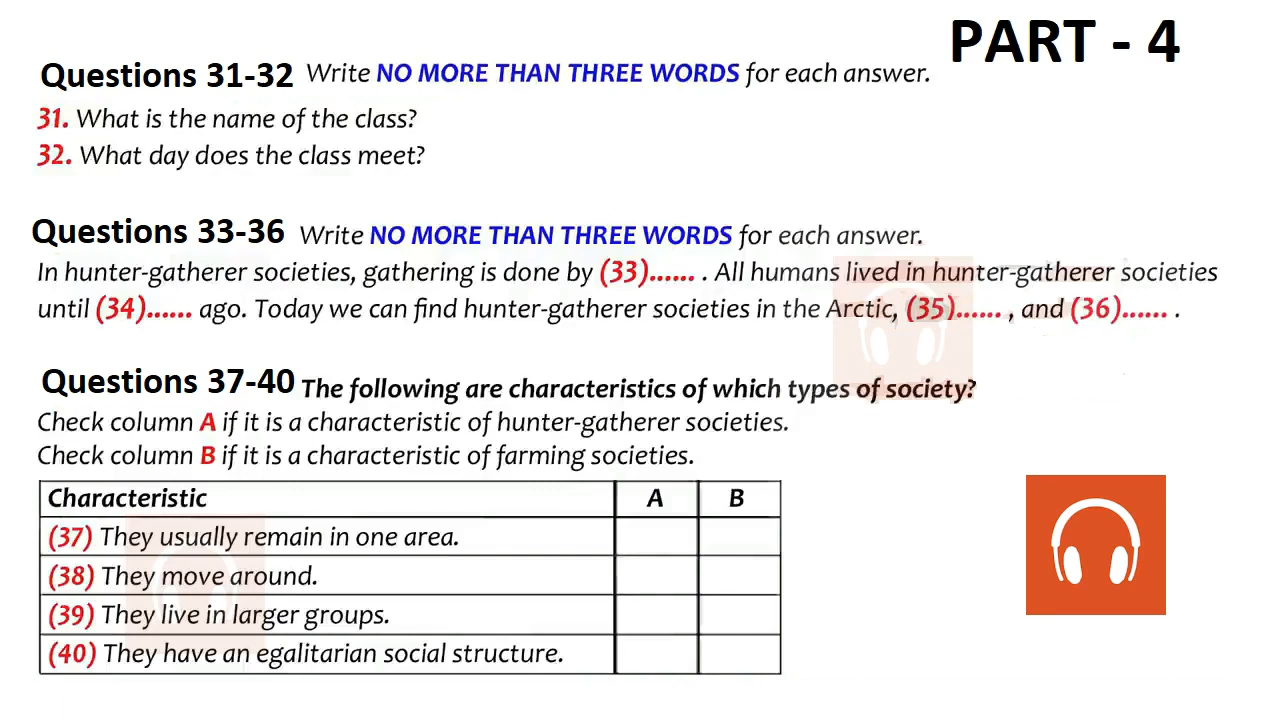 PART - 4
Questions 31-32 Write NO MORE THAN THREE WORDS for each answer.
31. What is the name of the class?
32. What day does the class meet?
Questions 33-36 Write NO MORE THAN THREE WORDS for each answer.
In hunter-gatherer societies, gathering is done by (33)...... . All humans lived in hunter-gatherer societies
until (34)...... ago. Today we can find hunter-gatherer societies in the Arctic, (35)...... , and (36)...... .
Questions 37-40 The following are characteristics of which types of society?
Check column A if it is a characteristic of hunter-gatherer societies.
Check column B if it is a characteristic of farming societies.
Characteristic A B
(37) They usually remain in one area.
(38) They move around.
(39) They live in larger groups.
(40) They have an egalitarian social structure.